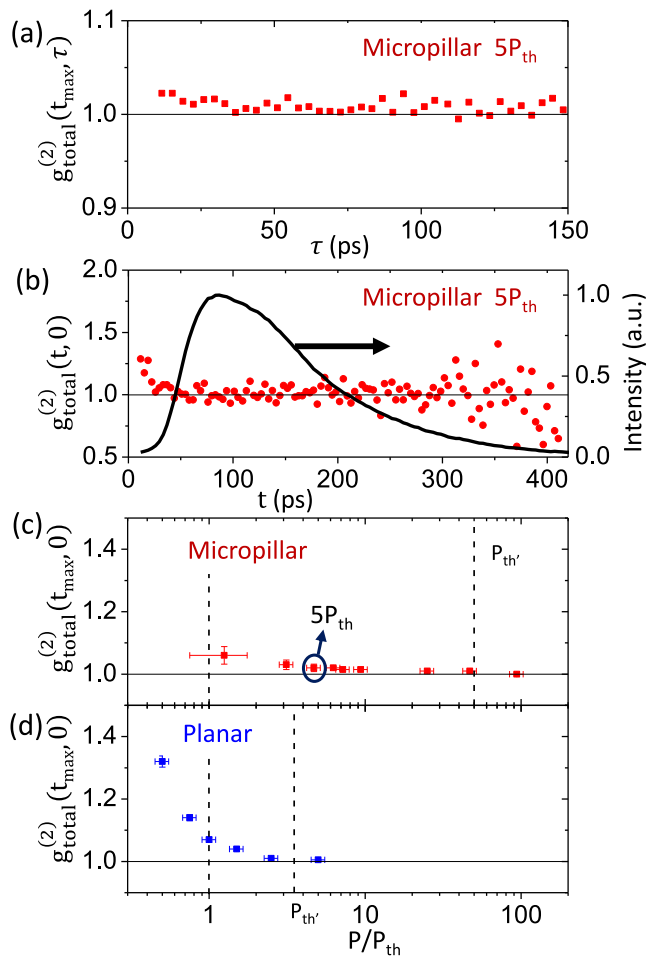 (a)
1.1
1.0
0.9
g(2)total(tmax, τ)
Micropillar 5Pth
50
100
150
τ (ps)
(b)
2.0
1.5
1.0
0.5
g(2)total(t, 0)
Micropillar 5Pth
1.0
0.5
0.0
Intensity (a.u.)
0
100
200
300
400
t (ps)
(c)
1.4
1.2
1.0
g(2)total(tmax, 0)
Micropillar
5Pth
Pth'
(d)
1.4
1.2
1.0
g(2)total(tmax, 0)
Planar
1
Pth'
10
100
P/Pth